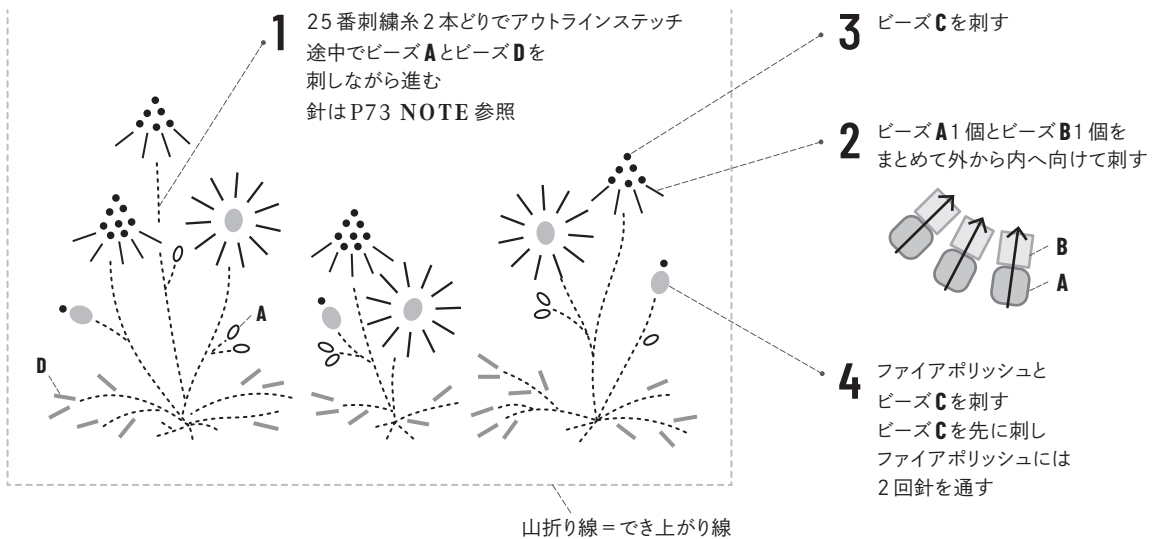 1
25番刺繍糸2本どりでアウトラインステッチ
途中でビーズAとビーズDを
刺しながら進む
針はP73 NOTE 参照
3
ビーズCを刺す
2
ビーズA1個とビーズB1個を
まとめて外から内へ向けて刺す
B
A
A
D
4
ファイアポリッシュと
ビーズCを刺す
ビーズCを先に刺し
ファイアポリッシュには
2回針を通す
山折り線=でき上がり線